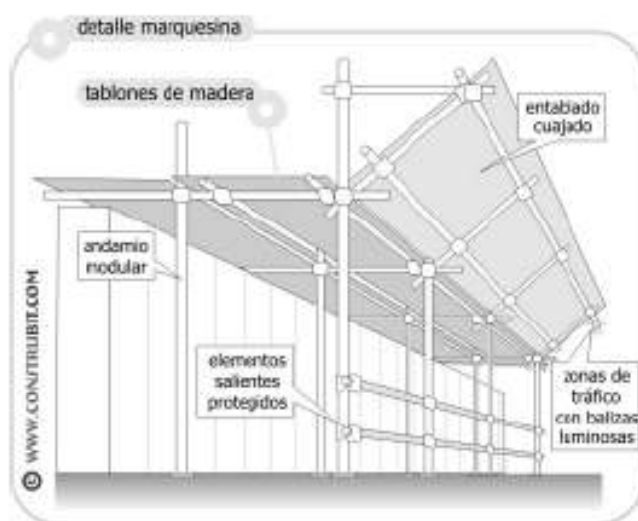 detalle marquesina
tablones de madera
entablado
cuajado
andamio
modular
elementos
salientes
protegidos
zonas de
tráfico
con balizas
luminosas
© WWW.CONSTRUBIT.COM